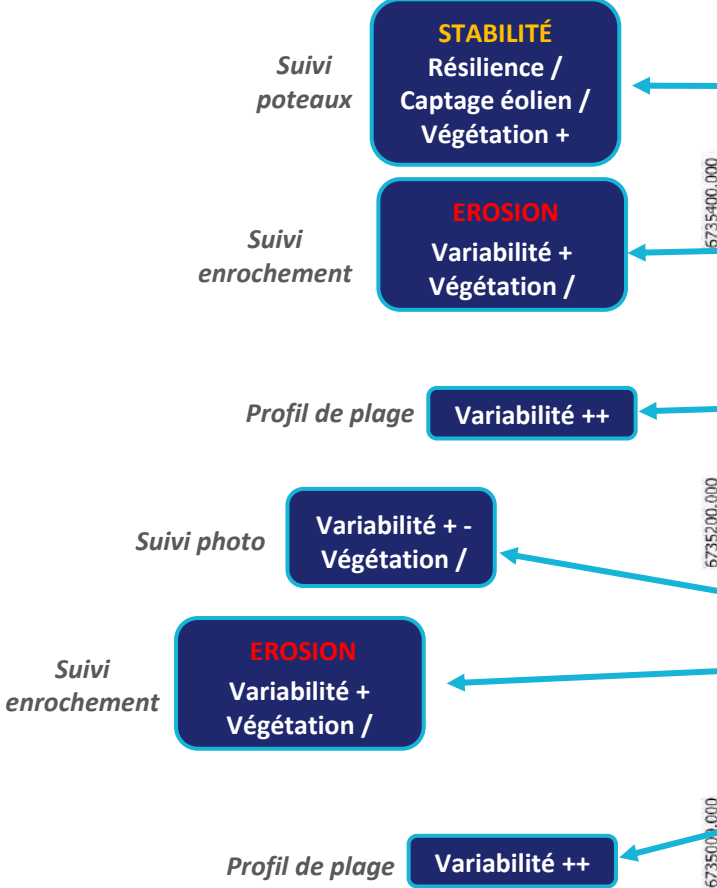 STABILITÉ
Suivi
poteaux
Résilience /
Captage éolien /
Végétation +
6735400.000
EROSION
Suivi
enrochement
Variabilité +
Végétation /
Profil de plage
Variabilité ++
6735200.000
Suivi photo
Variabilité + -
Végétation /
EROSION
Suivi
enrochement
Variabilité +
Végétation /
6735000.000
Profil de plage
Variabilité ++